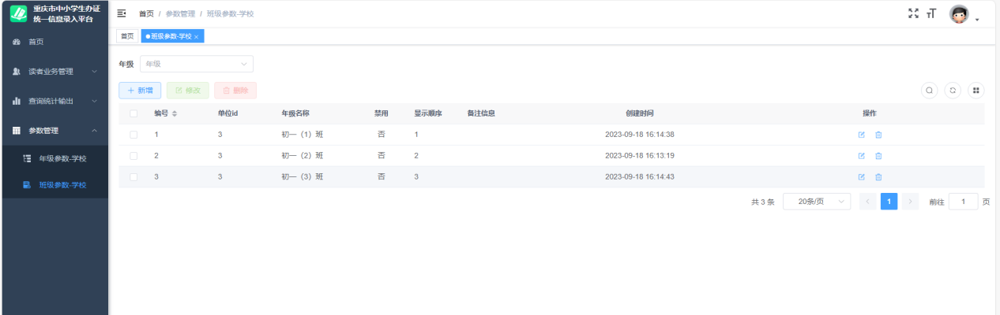 重庆市中小学生办证
统一信息录入平台
首页 / 参数管理 / 班级参数-学校
首页
班级参数-学校 ×
首页
读者业务管理
查询统计输出
参数管理
年级参数-学校
班级参数-学校
年级 年级
+ 新增 修改 删除
编号 单位id 年级名称 禁用 显示顺序 备注信息 创建时间 操作
1 3 初一（1）班 否 1 2023-09-18 16:14:38
2 3 初一（2）班 否 2 2023-09-18 16:13:19
3 3 初一（3）班 否 3 2023-09-18 16:14:43
共 3 条 20条/页 < 1 > 前往 1 页